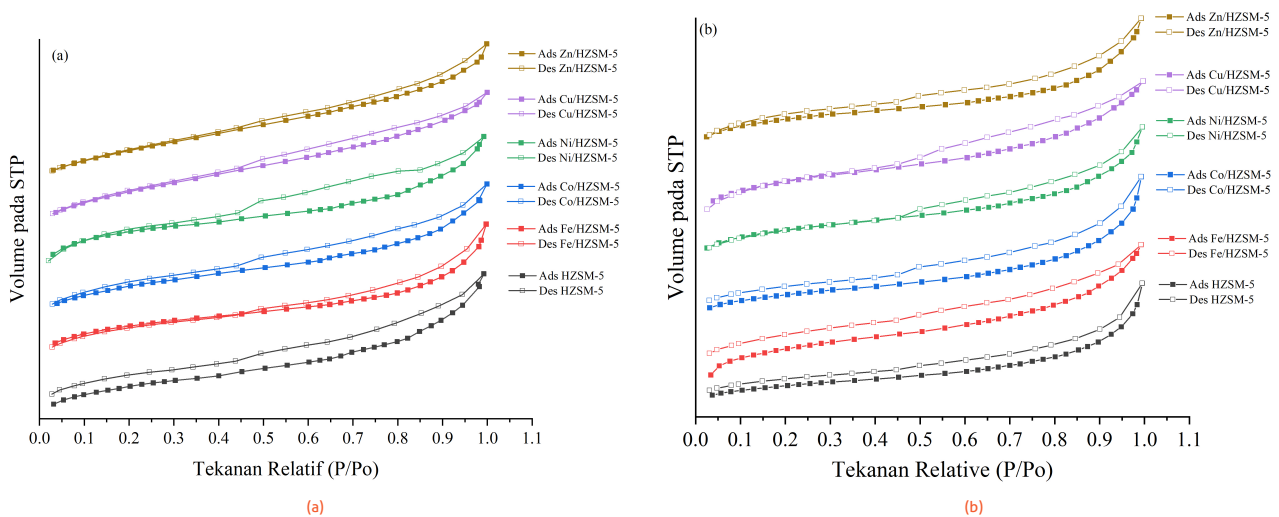 (a)
Ads Zn/HZSM-5
Des Zn/HZSM-5
Ads Cu/HZSM-5
Des Cu/HZSM-5
Ads Ni/HZSM-5
Des Ni/HZSM-5
Ads Co/HZSM-5
Des Co/HZSM-5
Ads Fe/HZSM-5
Des Fe/HZSM-5
Ads HZSM-5
Des HZSM-5
Volume pada STP
0.0 0.1 0.2 0.3 0.4 0.5 0.6 0.7 0.8 0.9 1.0 1.1
Tekanan Relatif (P/Po)
(a)
(b)
Ads Zn/HZSM-5
Des Zn/HZSM-5
Ads Cu/HZSM-5
Des Cu/HZSM-5
Ads Ni/HZSM-5
Des Ni/HZSM-5
Ads Co/HZSM-5
Des Co/HZSM-5
Ads Fe/HZSM-5
Des Fe/HZSM-5
Ads HZSM-5
Des HZSM-5
Volume pada STP
0.0 0.1 0.2 0.3 0.4 0.5 0.6 0.7 0.8 0.9 1.0 1.1
Tekanan Relative (P/Po)
(b)